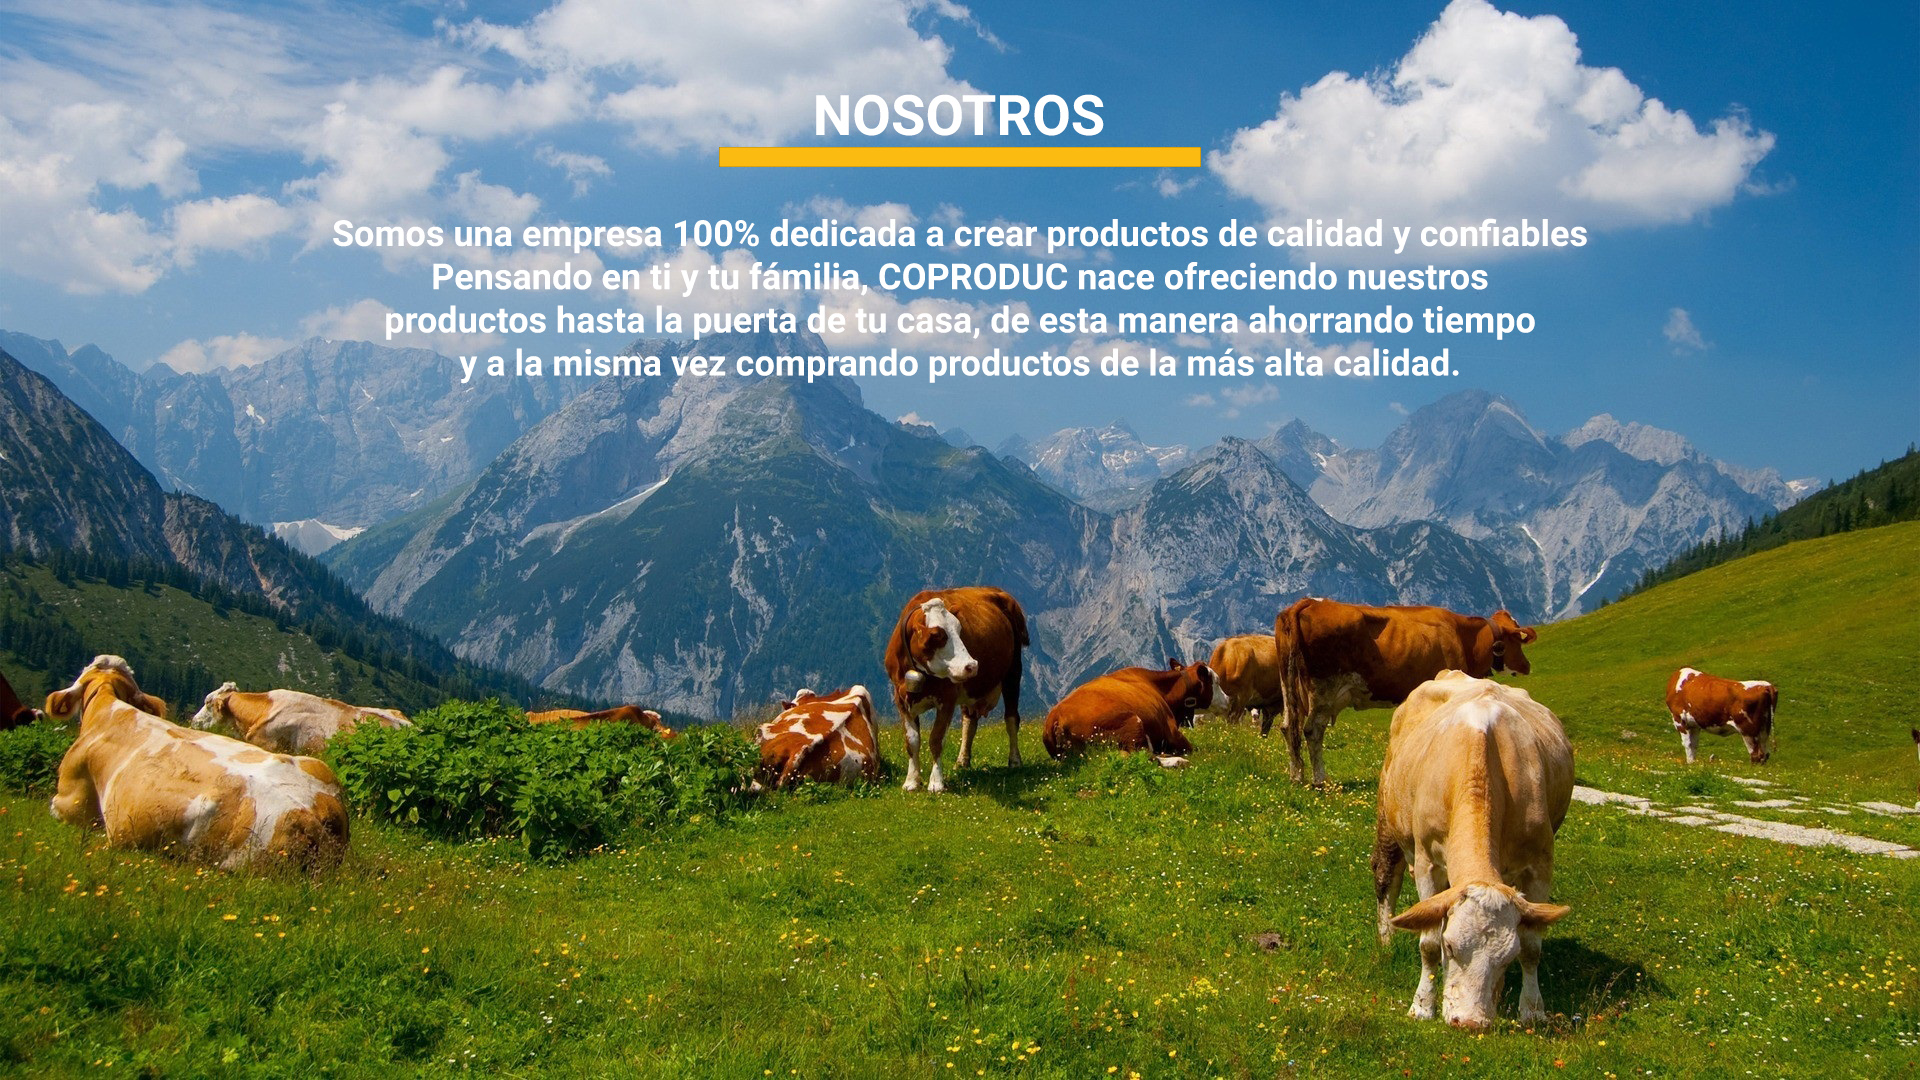 NOSOTROS
Somos una empresa 100% dedicada a crear productos de calidad y confiables
Pensando en ti y tu fámilia, COPRODUC nace ofreciendo nuestros
productos hasta la puerta de tu casa, de esta manera ahorrando tiempo
y a la misma vez comprando productos de la más alta calidad.